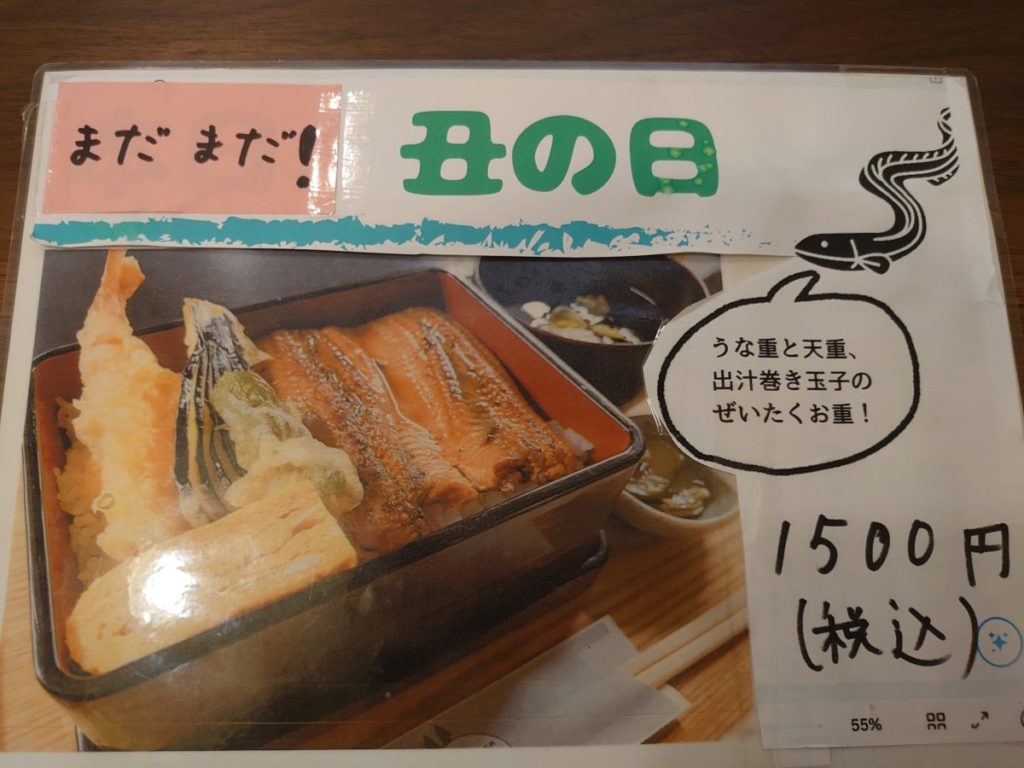 まだ まだ!
丑の日
うな重と天重、
出汁巻き玉子の
ぜいたくお重！
1500円
(税込)
55%